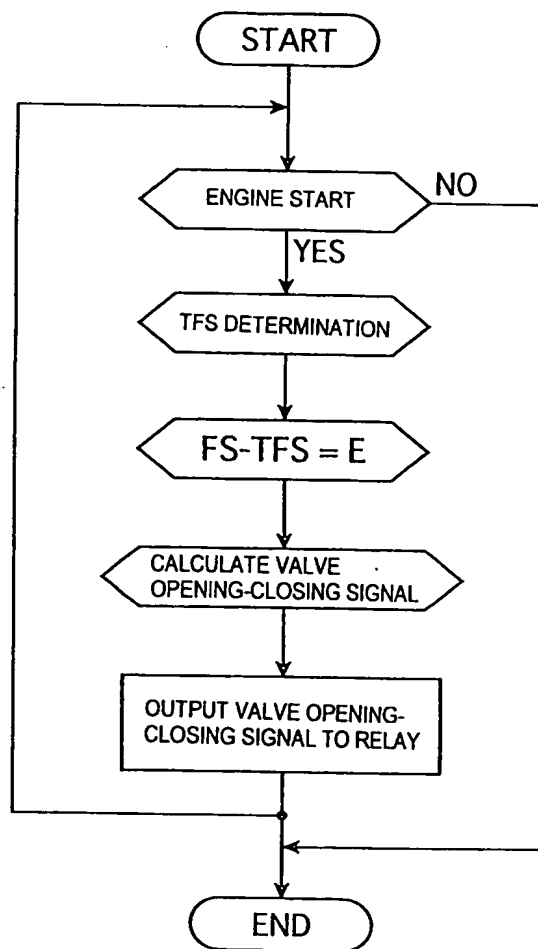 START
ENGINE START
NO
YES
TFS DETERMINATION
FS-TFS = E
CALCULATE VALVE
OPENING-CLOSING SIGNAL
OUTPUT VALVE OPENING-
CLOSING SIGNAL TO RELAY
END